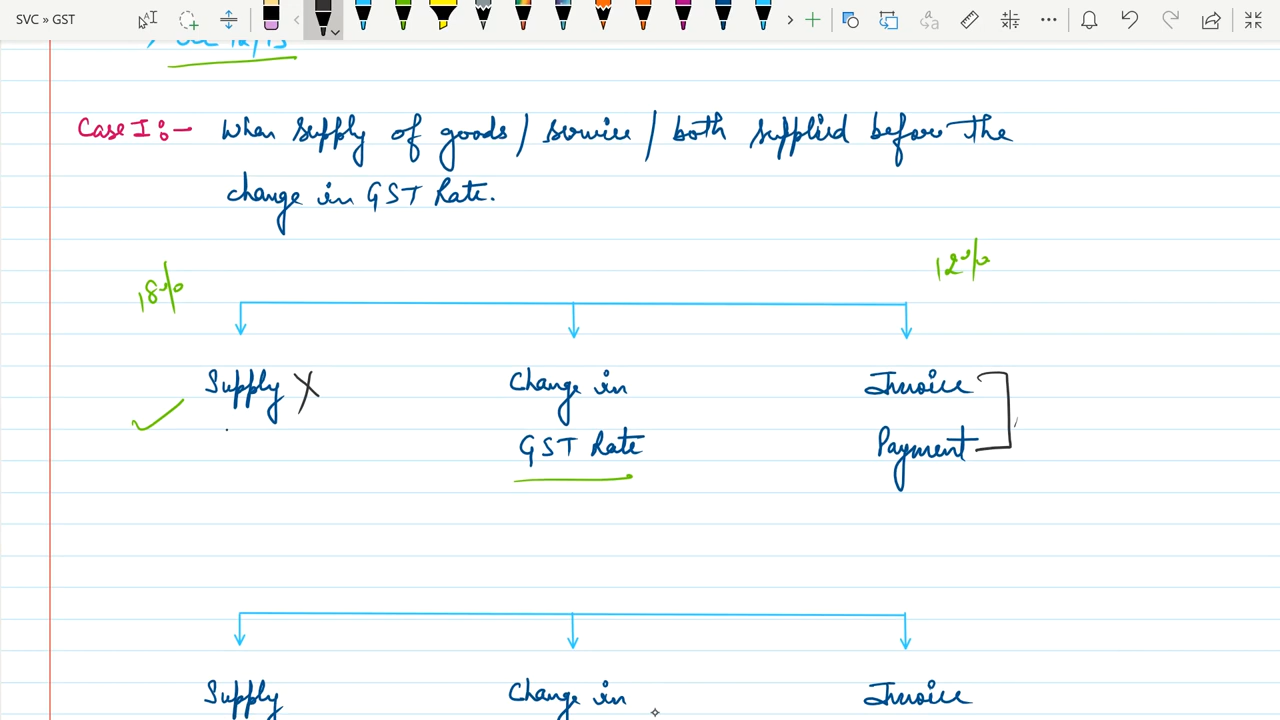 SVC » GST
Case I :- When supply of goods / service / both supplied before the
change in GST Rate.
18%
12%
Supply X
Change in
Invoice
GST Rate
Payment
Supply
Change in
Invoice